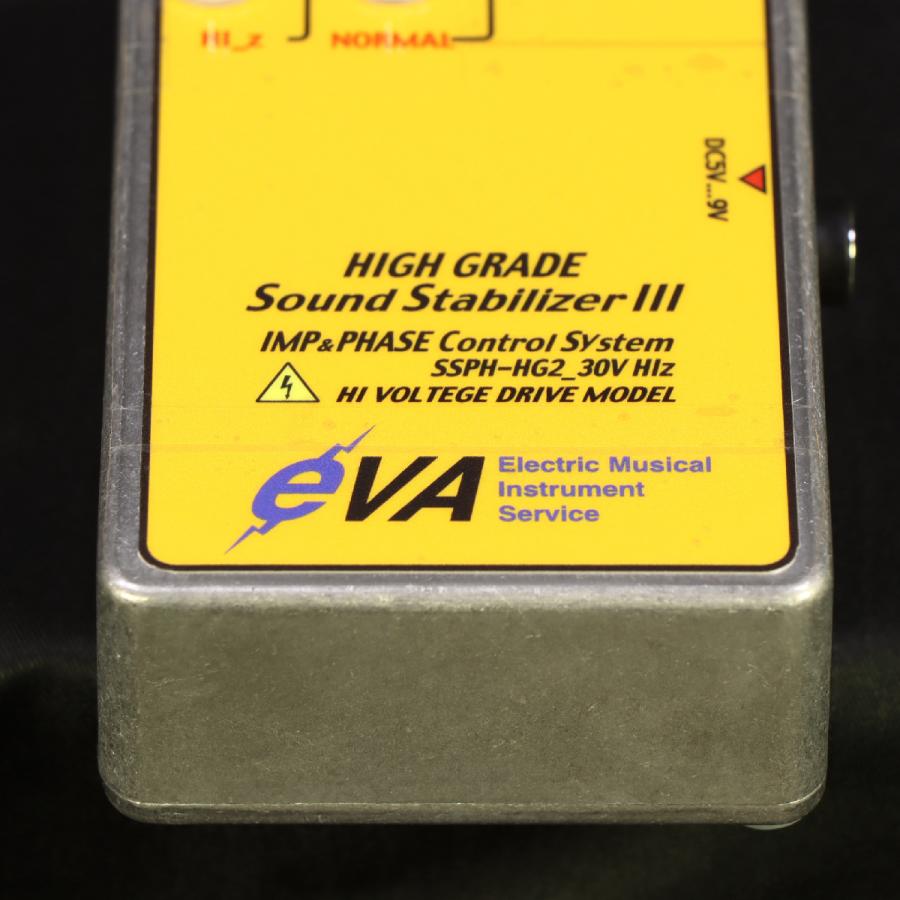 HI_Z NORMAL
DC5V...9V
HIGH GRADE
Sound Stabilizer III
IMP&PHASE Control System
SSPH-HG2_30V HIz
HI VOLTEGE DRIVE MODEL
eVA
Electric Musical
Instrument
Service